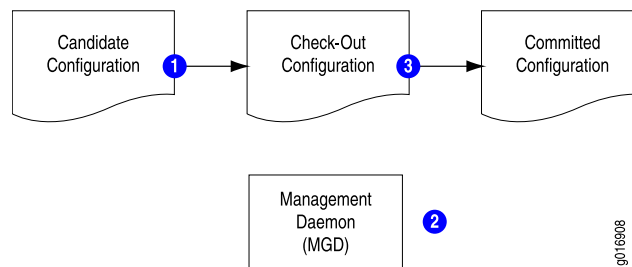 Candidate
Configuration
1
Check-Out
Configuration
3
Committed
Configuration
Management
Daemon
(MGD)
2
g016908